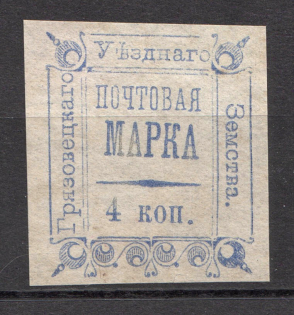 Грязовецкаго
Уѣзднаго
Земства.
ПОЧТОВАЯ
МАРКА
4 коп.